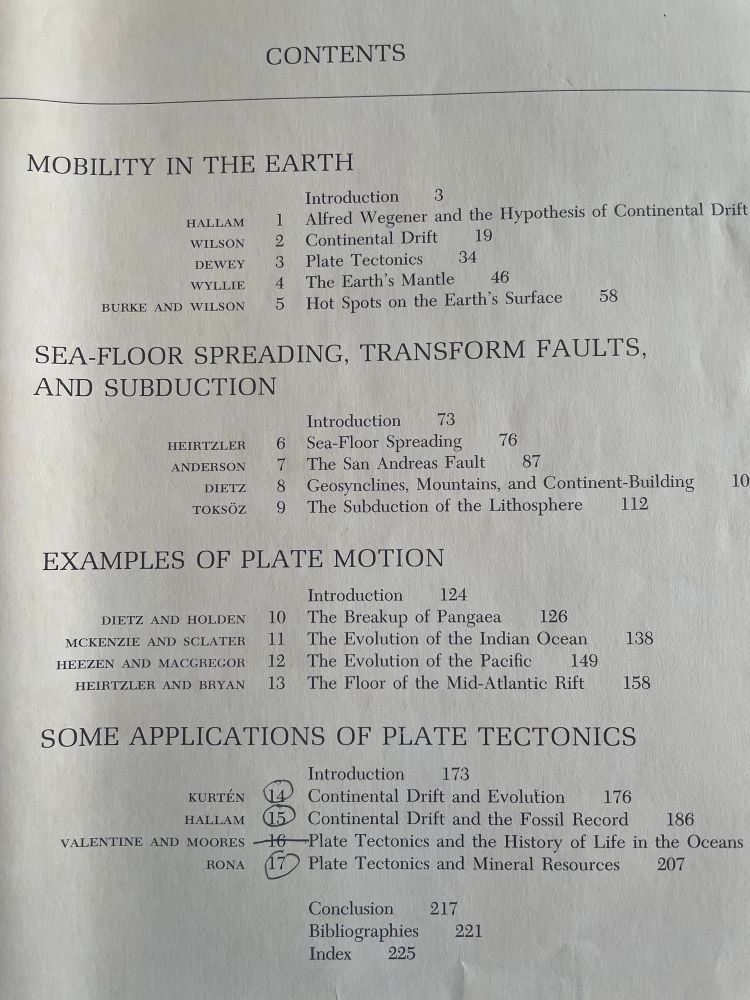 CONTENTS
MOBILITY IN THE EARTH
Introduction 3
HALLAM 1 Alfred Wegener and the Hypothesis of Continental Drift
WILSON 2 Continental Drift 19
DEWEY 3 Plate Tectonics 34
WYLLIE 4 The Earth's Mantle 46
BURKE AND WILSON 5 Hot Spots on the Earth's Surface 58
SEA-FLOOR SPREADING, TRANSFORM FAULTS,
AND SUBDUCTION
Introduction 73
HEIRTZLER 6 Sea-Floor Spreading 76
ANDERSON 7 The San Andreas Fault 87
DIETZ 8 Geosynclines, Mountains, and Continent-Building 10
TOKSÖZ 9 The Subduction of the Lithosphere 112
EXAMPLES OF PLATE MOTION
Introduction 124
DIETZ AND HOLDEN 10 The Breakup of Pangaea 126
MCKENZIE AND SCLATER 11 The Evolution of the Indian Ocean 138
HEEZEN AND MACGREGOR 12 The Evolution of the Pacific 149
HEIRTZLER AND BRYAN 13 The Floor of the Mid-Atlantic Rift 158
SOME APPLICATIONS OF PLATE TECTONICS
Introduction 173
KURTÉN 14 Continental Drift and Evolution 176
HALLAM 15 Continental Drift and the Fossil Record 186
VALENTINE AND MOORES 16 Plate Tectonics and the History of Life in the Oceans
RONA 17 Plate Tectonics and Mineral Resources 207
Conclusion 217
Bibliographies 221
Index 225